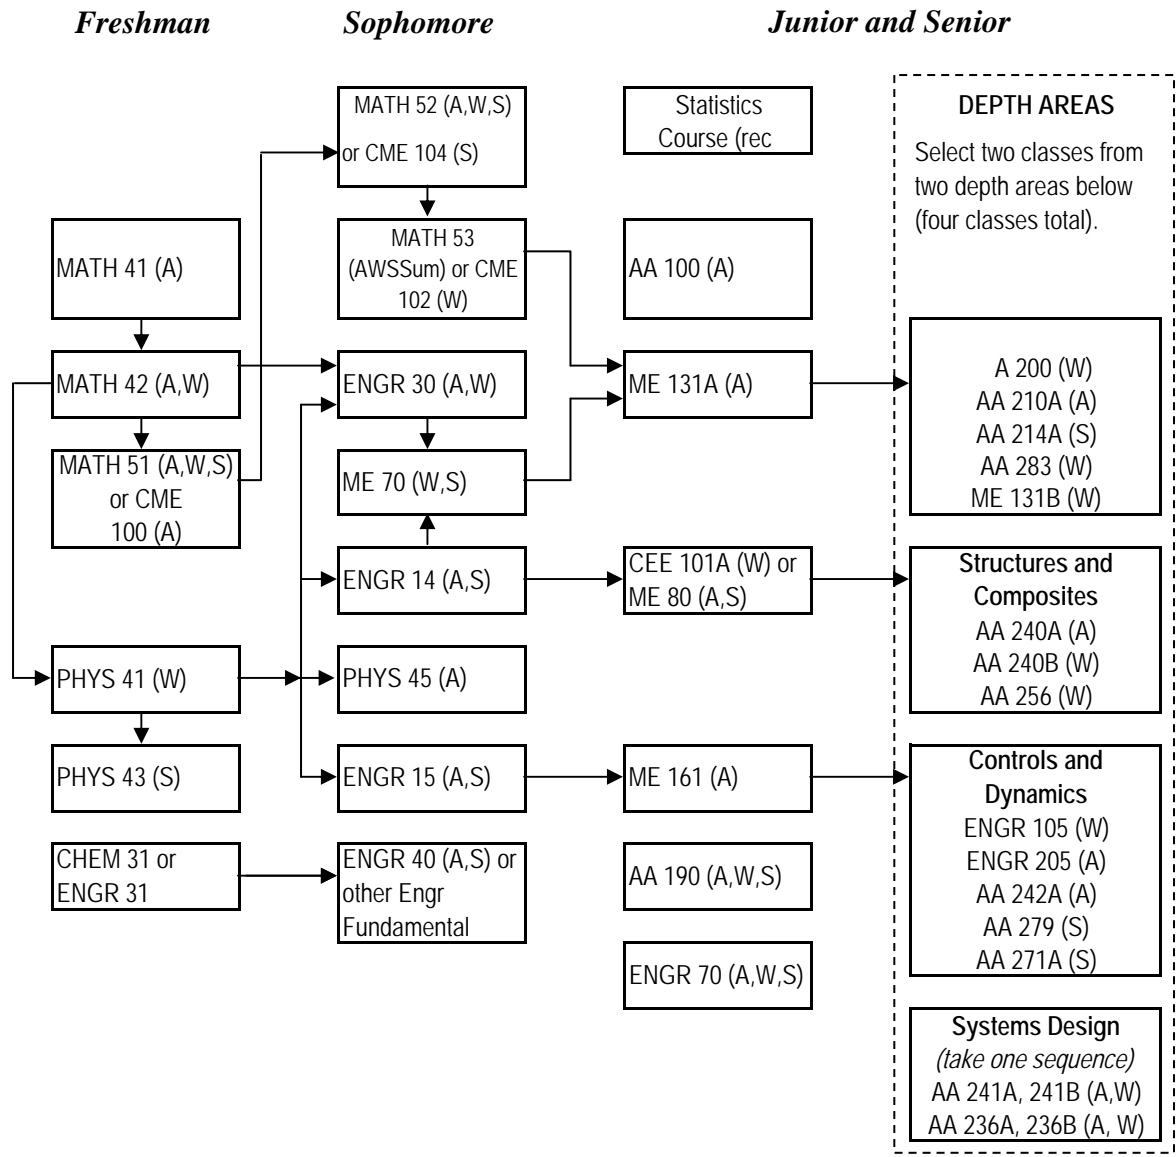 Freshman
Sophomore
Junior and Senior
MATH 41 (A)
MATH 42 (A,W)
MATH 51 (A,W,S)
or CME
100 (A)
PHYS 41 (W)
PHYS 43 (S)
CHEM 31 or
ENGR 31
MATH 52 (A,W,S)
or CME 104 (S)
MATH 53
(AWSSum) or CME
102 (W)
ENGR 30 (A,W)
ME 70 (W,S)
ENGR 14 (A,S)
PHYS 45 (A)
ENGR 15 (A,S)
ENGR 40 (A,S) or
other Engr
Fundamental
Statistics
Course (rec
AA 100 (A)
ME 131A (A)
CEE 101A (W) or
ME 80 (A,S)
ME 161 (A)
AA 190 (A,W,S)
ENGR 70 (A,W,S)
DEPTH AREAS
Select two classes from
two depth areas below
(four classes total).
A 200 (W)
AA 210A (A)
AA 214A (S)
AA 283 (W)
ME 131B (W)
Structures and
Composites
AA 240A (A)
AA 240B (W)
AA 256 (W)
Controls and
Dynamics
ENGR 105 (W)
ENGR 205 (A)
AA 242A (A)
AA 279 (S)
AA 271A (S)
Systems Design
(take one sequence)
AA 241A, 241B (A,W)
AA 236A, 236B (A, W)